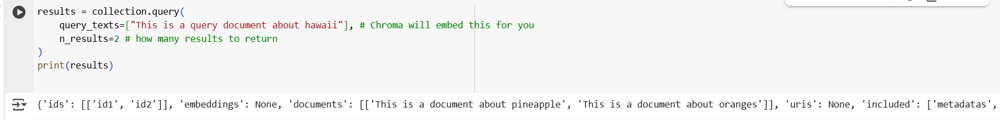 results = collection.query(
    query_texts=["This is a query document about hawaii"], # Chroma will embed this for you
    n_results=2 # how many results to return
)
print(results)
{'ids': [['id1', 'id2']], 'embeddings': None, 'documents': [['This is a document about pineapple', 'This is a document about oranges']], 'uris': None, 'included': ['metadatas',